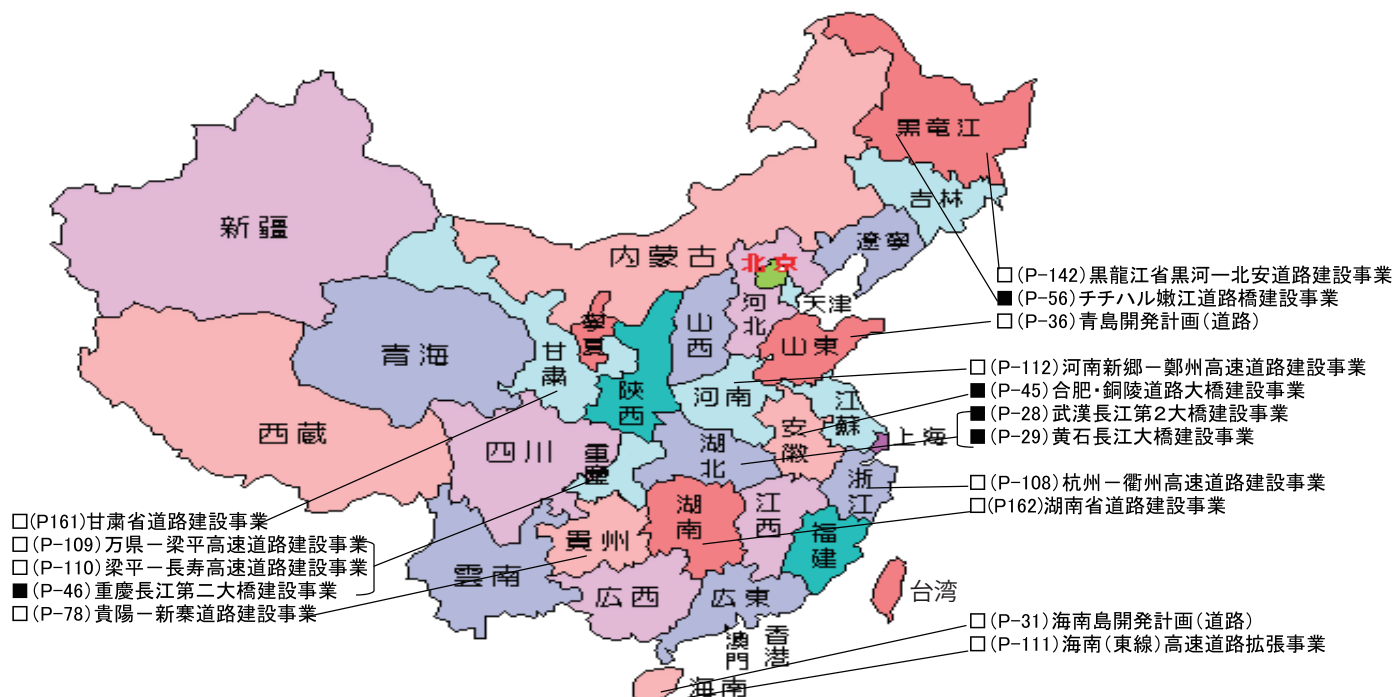 黒竜江
吉林
遼寧
新疆
内蒙古
北京
河北
天津
山西
山東
寧夏
甘粛
青海
陝西
河南
江蘇
安徽
上海
西蔵
四川
重慶
湖北
浙江
湖南
江西
福建
貴州
雲南
広西
広東
台湾
香港
澳門
海南
□(P-142)黒龍江省黒河ー北安道路建設事業
■(P-56)チチハル嫩江道路橋建設事業
□(P-36)青島開発計画(道路)
□(P-112)河南新郷ー鄭州高速道路建設事業
■(P-45)合肥・銅陵道路大橋建設事業
■(P-28)武漢長江第2大橋建設事業
■(P-29)黄石長江大橋建設事業
□(P-108)杭州ー衢州高速道路建設事業
□(P162)湖南省道路建設事業
□(P161)甘粛省道路建設事業
□(P-109)万県ー梁平高速道路建設事業
□(P-110)梁平ー長寿高速道路建設事業
■(P-46)重慶長江第二大橋建設事業
□(P-78)貴陽ー新寨道路建設事業
□(P-31)海南島開発計画(道路)
□(P-111)海南(東線)高速道路拡張事業